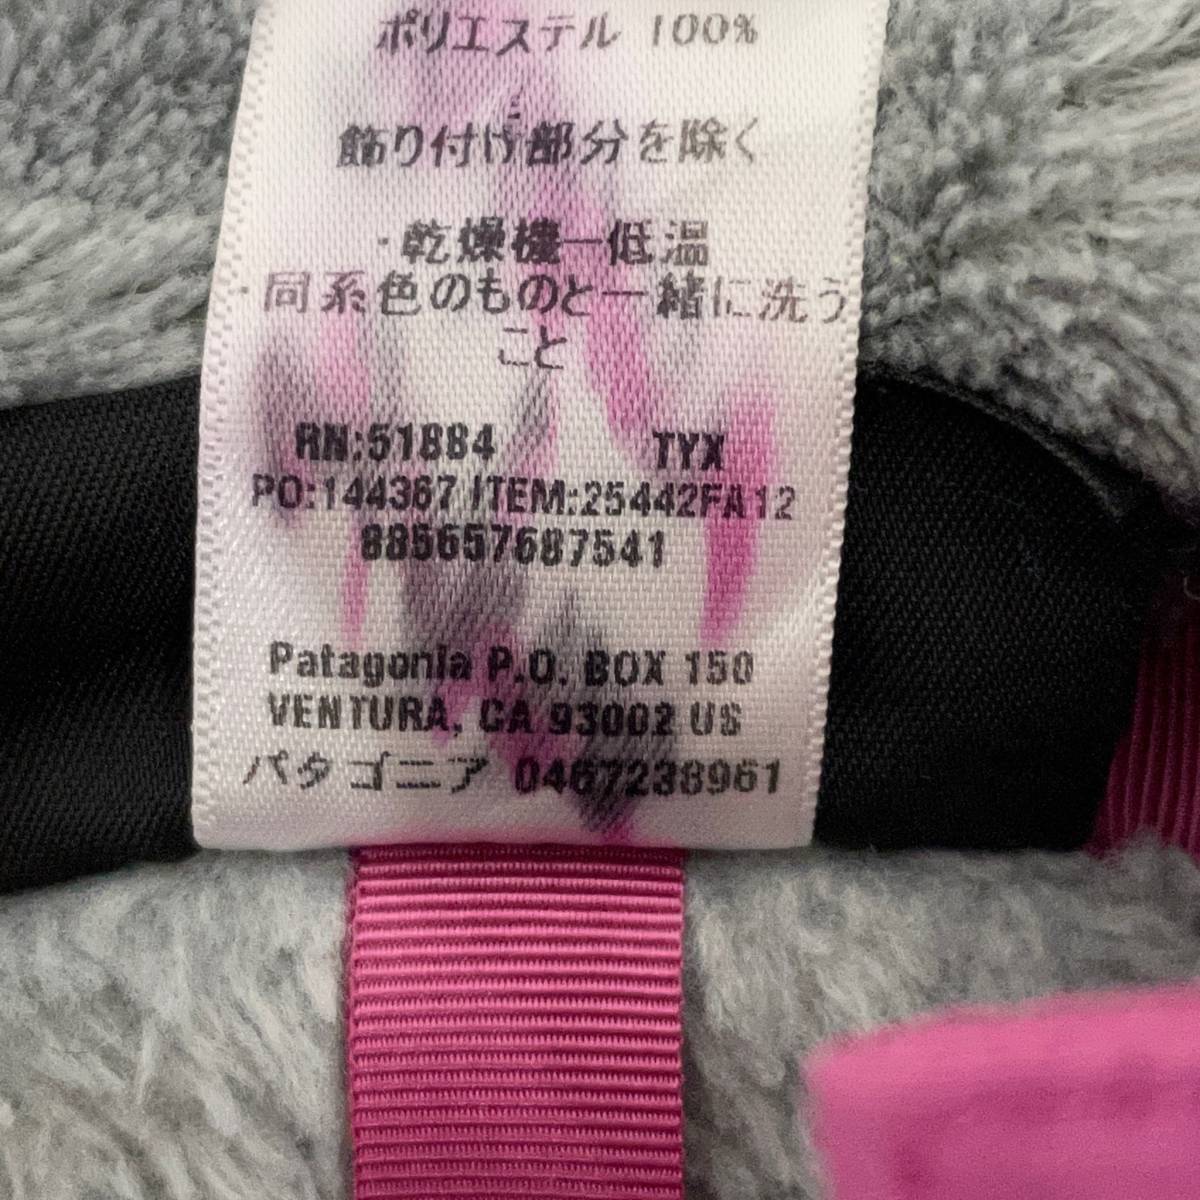 ポリエステル 100%
飾り付け部分を除く
・乾燥機一低温
・同系色のものと一緒に洗う
こと
RN:51884 TYX
PO:144367 ITEM:25442FA12
885657687541
Patagonia P.O. BOX 150
VENTURA, CA 93002 US
パタゴニア 0467238961